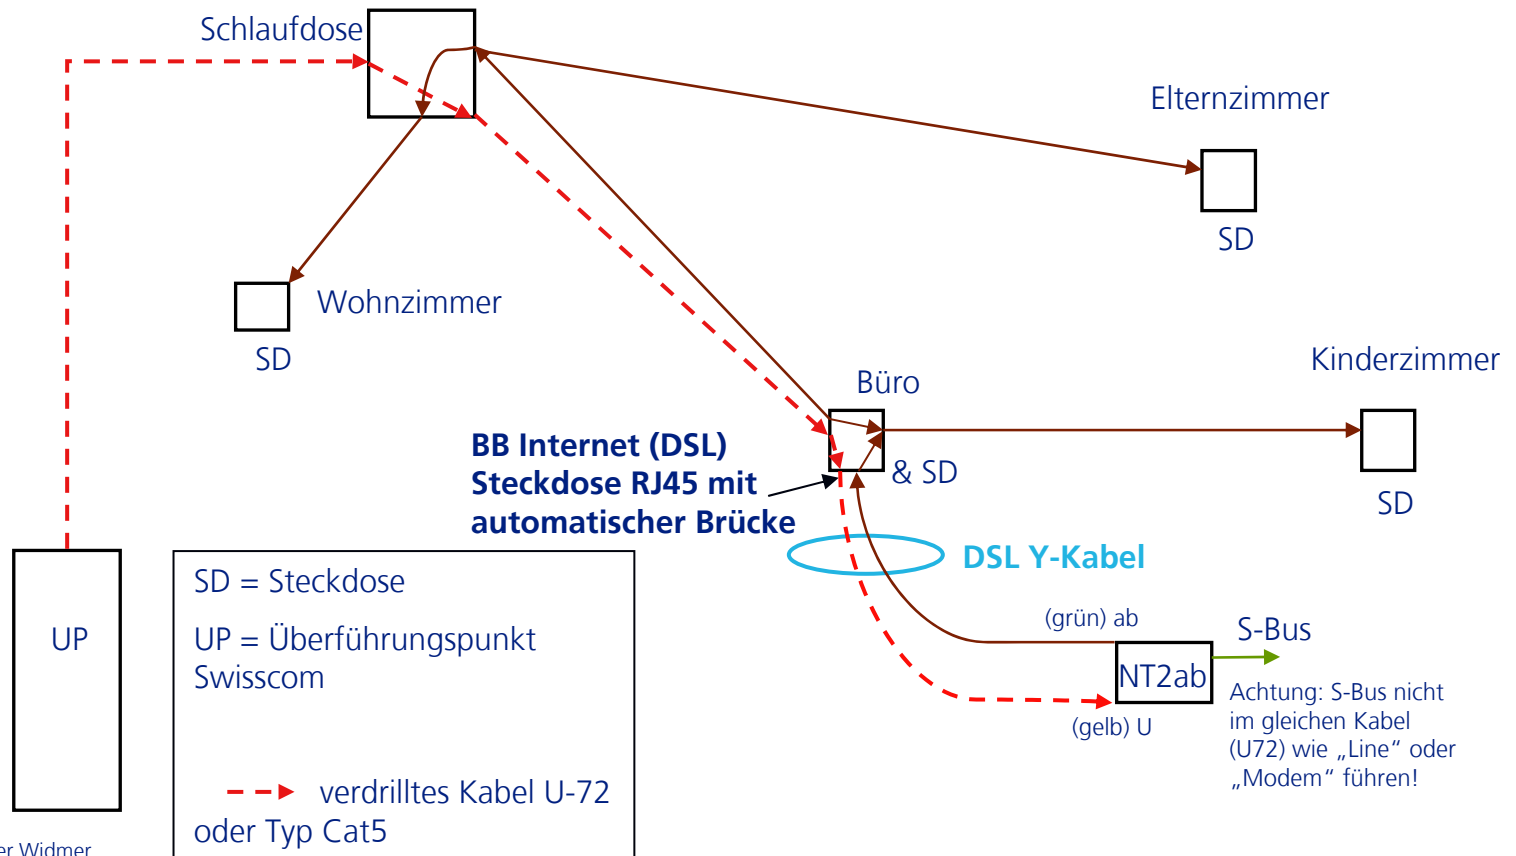 Schlaufdose
Elternzimmer
SD
Wohnzimmer
SD
Büro
Kinderzimmer
BB Internet (DSL)
Steckdose RJ45 mit
automatischer Brücke
& SD
SD
DSL Y-Kabel
(grün) ab
S-Bus
NT2ab
(gelb) U
Achtung: S-Bus nicht
im gleichen Kabel
(U72) wie „Line“ oder
„Modem“ führen!
UP
SD = Steckdose
UP = Überführungspunkt
Swisscom
verdrilltes Kabel U-72
oder Typ Cat5
Widmer